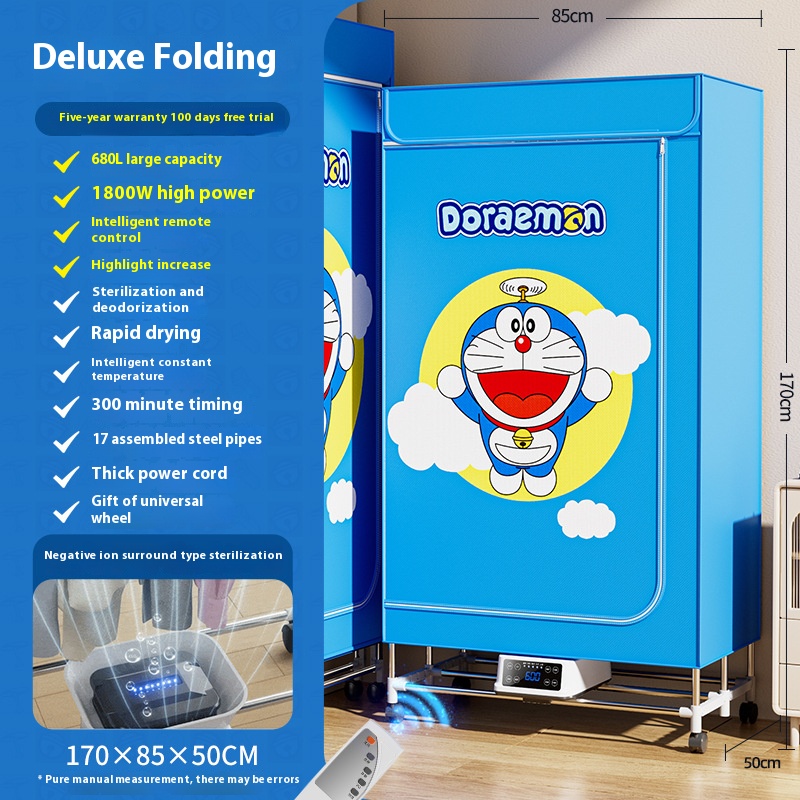 85cm
Deluxe Folding
Five-year warranty 100 days free trial
680L large capacity
1800W high power
Intelligent remote
control
Highlight increase
Sterilization and
deodorization
Rapid drying
Intelligent constant
temperature
300 minute timing
17 assembled steel pipes
Thick power cord
Gift of universal
wheel
Doraemon
170cm
Negative ion surround type sterilization
600
170×85×50CM
* Pure manual measurement, there may be errors
50cm